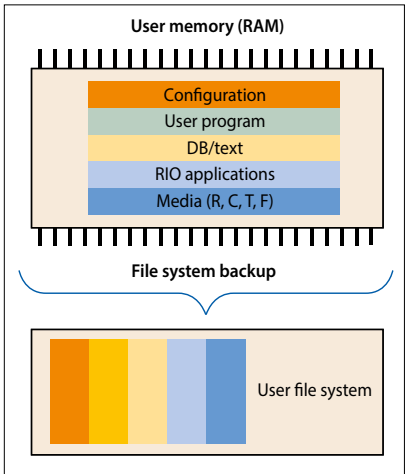 User memory (RAM)
Configuration
User program
DB/text
RIO applications
Media (R, C, T, F)
File system backup
User file system